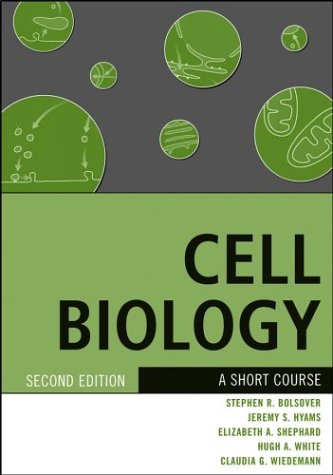 CELL
BIOLOGY
SECOND EDITION
A SHORT COURSE
STEPHEN R. BOLSOVER
JEREMY S. HYAMS
ELIZABETH A. SHEPHARD
HUGH A. WHITE
CLAUDIA G. WIEDEMANN